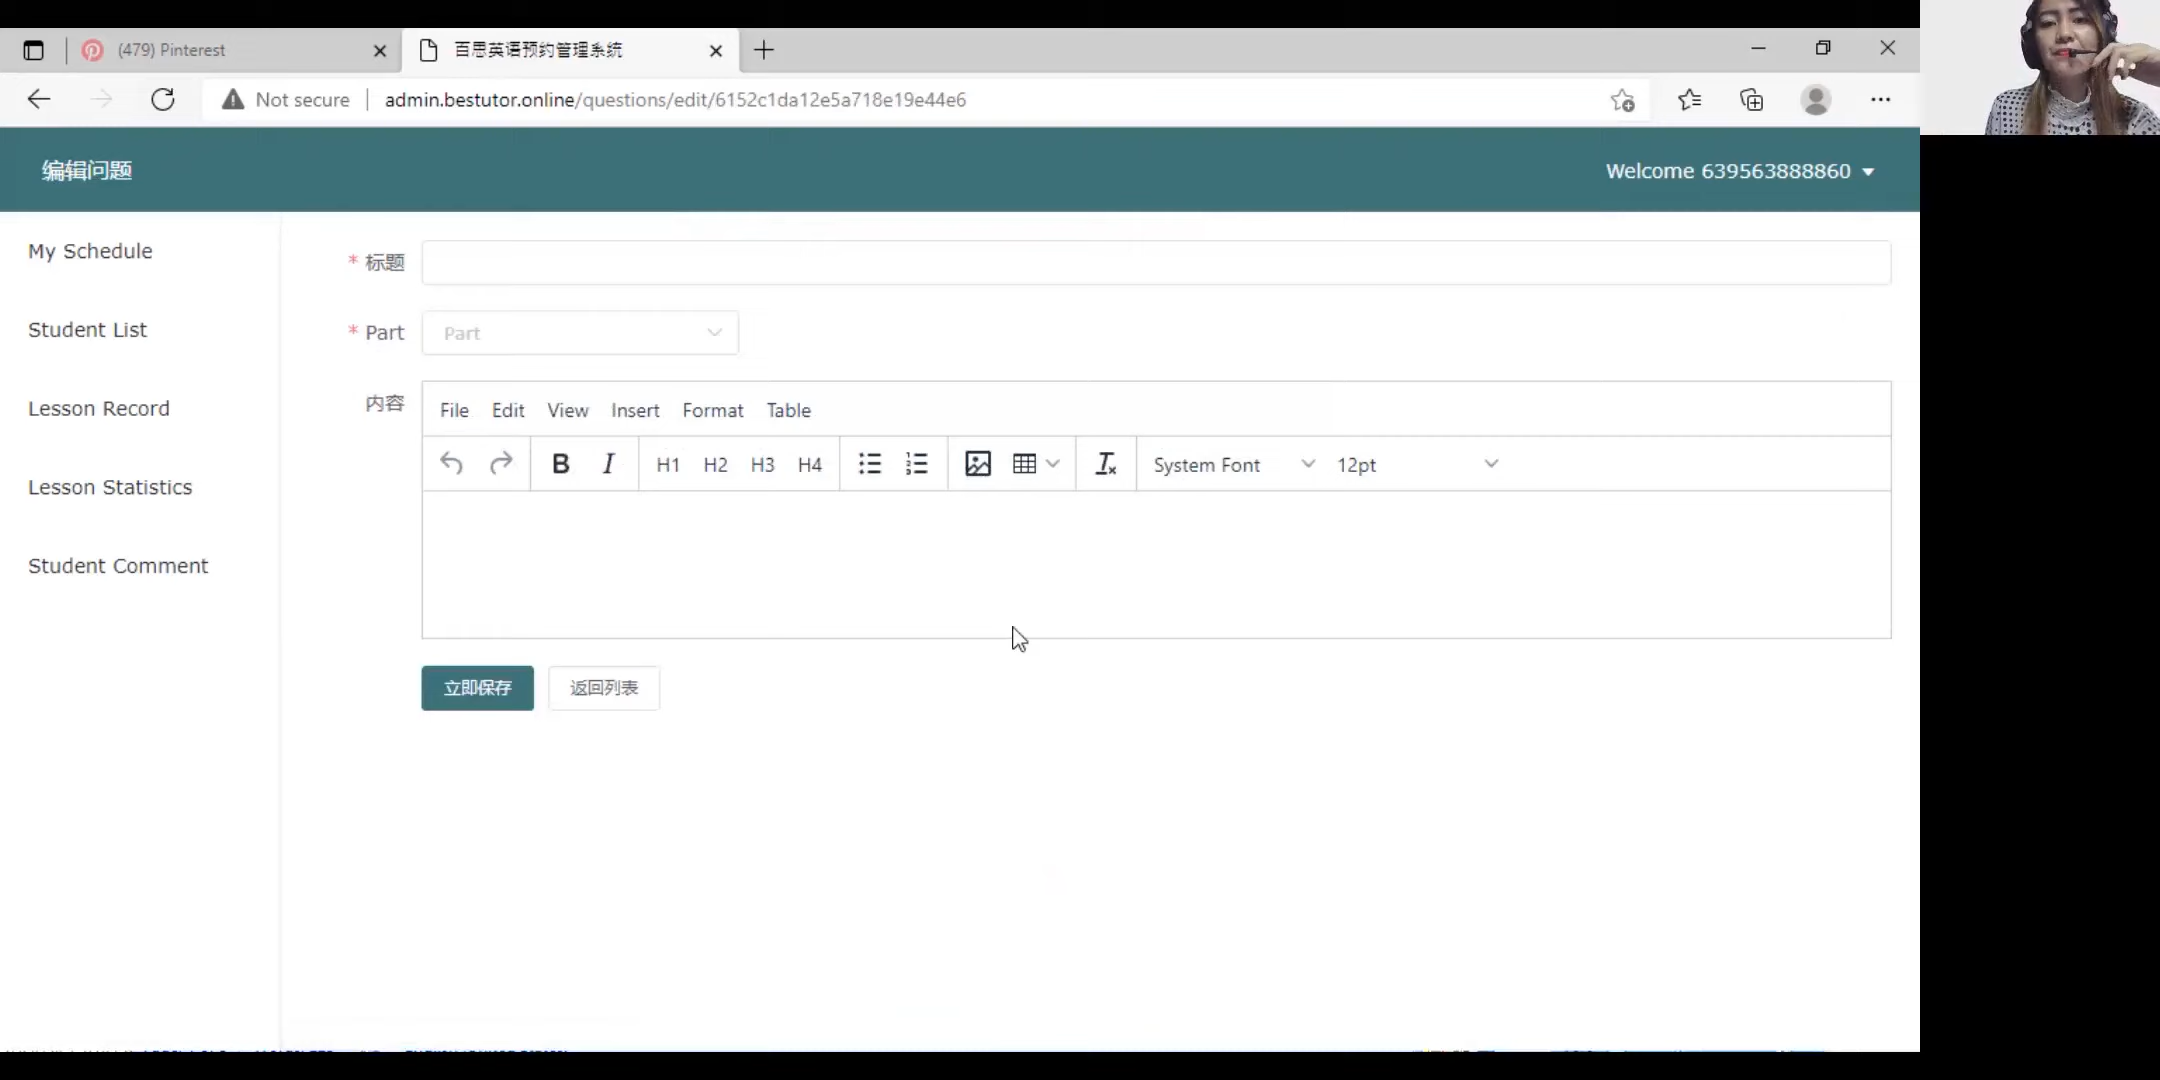 (479) Pinterest
百思英语预约管理系统
Not secure
admin.bestutor.online/questions/edit/6152c1da12e5a718e19e44e6
编辑问题
Welcome 639563888860
My Schedule
Student List
Lesson Record
Lesson Statistics
Student Comment
* 标题
* Part
Part
内容
File Edit View Insert Format Table
B I H1 H2 H3 H4 System Font 12pt
立即保存
返回列表